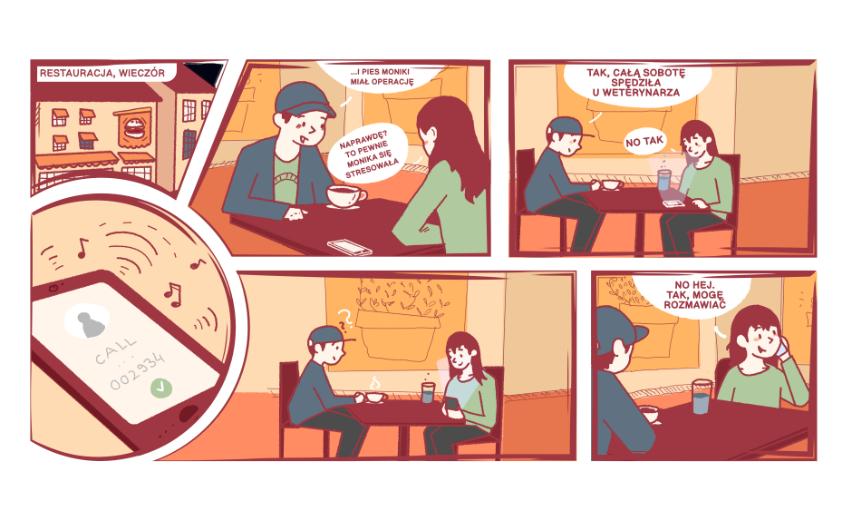 RESTAURACJA, WIECZÓR
...I PIES MONIKI
MIAŁ OPERACJĘ
NAPRAWDĘ?
TO PEWNIE
MONIKA SIĘ
STRESOWAŁA
TAK, CAŁĄ SOBOTĘ
SPĘDZIŁA
U WETERYNARZA
NO TAK
CALL
...
002934
? ?
?
NO HEJ.
TAK, MOGĘ
ROZMAWIAĆ